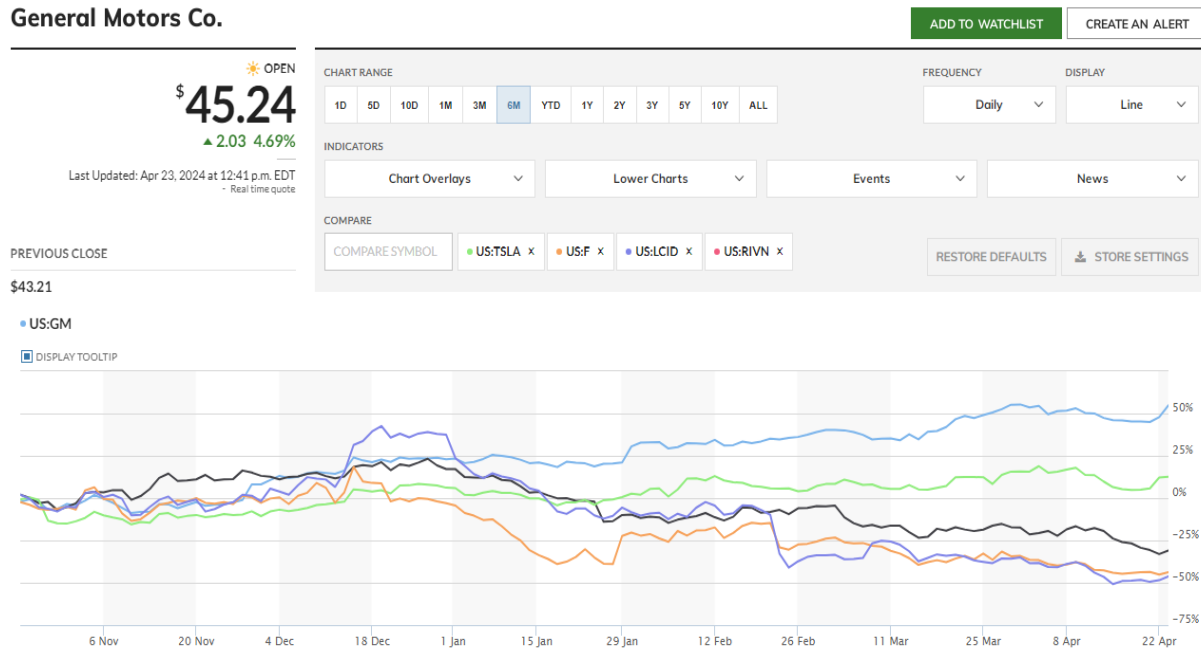 General Motors Co.
ADD TO WATCHLIST
CREATE AN ALERT
OPEN
$45.24
2.03 4.69%
Last Updated: Apr 23, 2024 at 12:41 p.m. EDT
- Real time quote
PREVIOUS CLOSE
$43.21
CHART RANGE
1D 5D 10D 1M 3M 6M YTD 1Y 2Y 3Y 5Y 10Y ALL
FREQUENCY
Daily
DISPLAY
Line
INDICATORS
Chart Overlays
Lower Charts
Events
News
COMPARE
COMPARE SYMBOL
US:TSLA x
US:F x
US:LCID x
US:RIVN x
RESTORE DEFAULTS
STORE SETTINGS
US:GM
DISPLAY TOOLTIP
50%
25%
0%
-25%
-50%
-75%
6 Nov 20 Nov 4 Dec 18 Dec 1 Jan 15 Jan 29 Jan 12 Feb 26 Feb 11 Mar 25 Mar 8 Apr 22 Apr